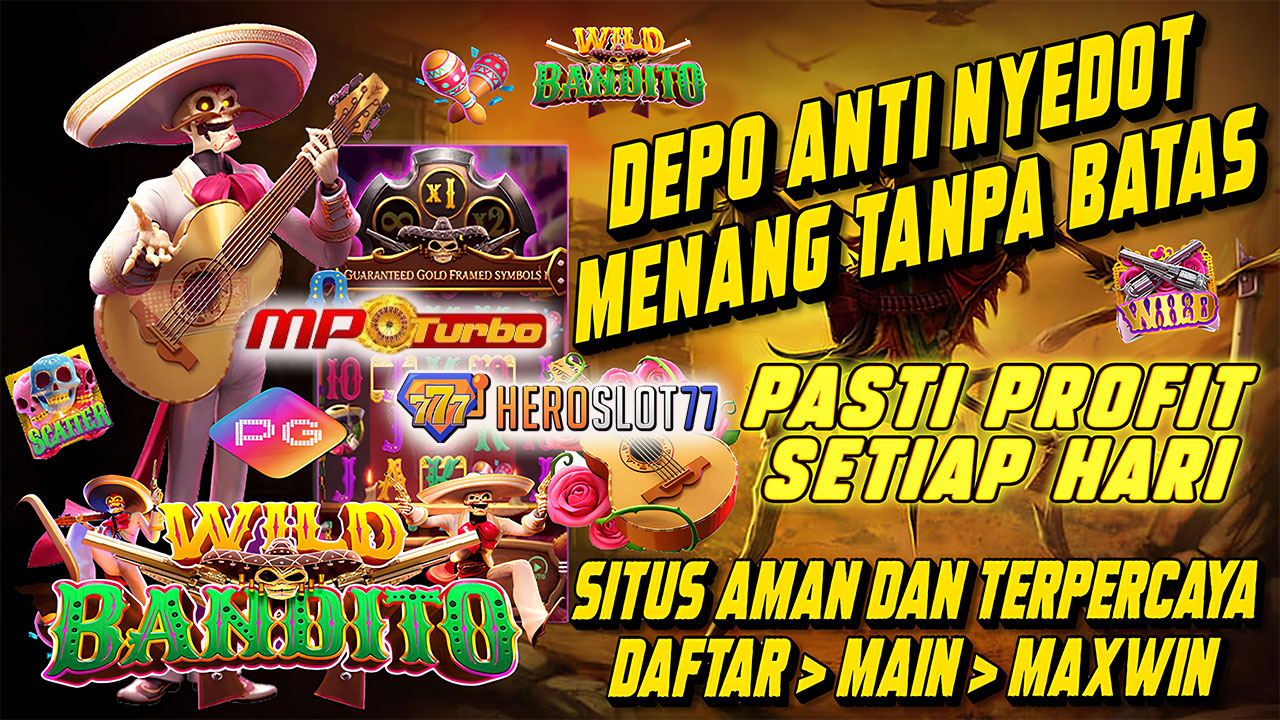 WILD
BANDITO
DEPO ANTI NYEDOT
MENANG TANPA BATAS
x1
x2
GUARANTEED GOLD FRAMED SYMBOLS
WILD
MPOTurbo
777 HEROSLOT77
PG
SCATTER
PASTI PROFIT
SETIAP HARI
WILD
BANDITO
SITUS AMAN DAN TERPERCAYA
DAFTAR > MAIN > MAXWIN